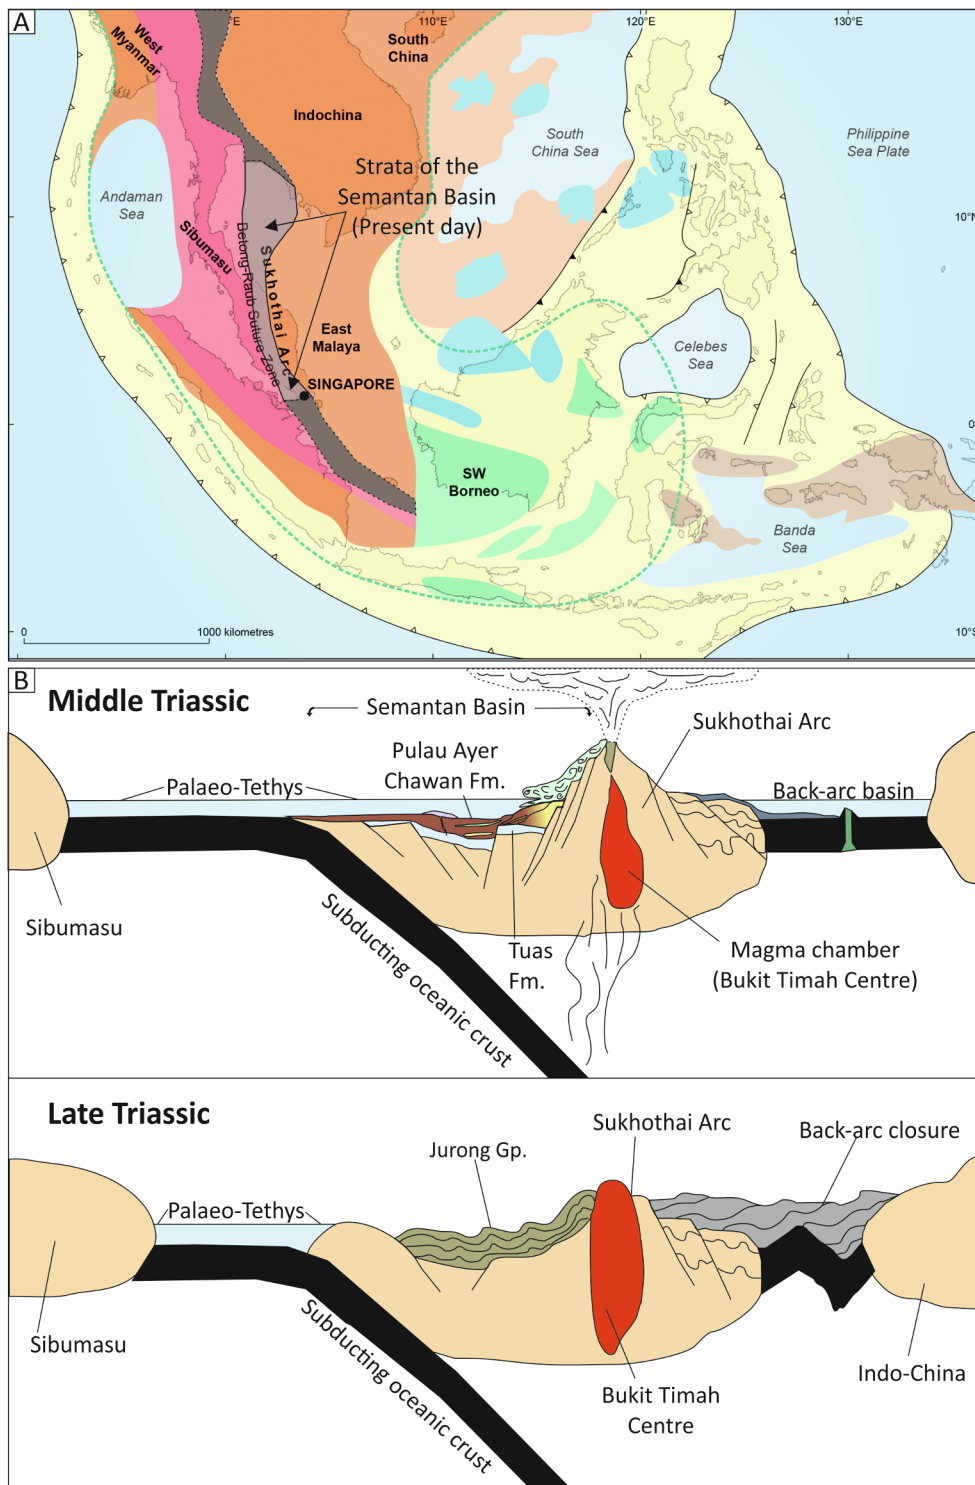 A
E
110°E
120°E
130°E
West
Myanmar
South
China
Indochina
South
China Sea
Philippine
Sea Plate
Strata of the
Semantan Basin
(Present day)
Andaman
Sea
10°N
Sibumasu
Betong-Raub Suture Zone
Sukhothai Arc
East
Malaya
Celebes
Sea
SINGAPORE
0
SW
Borneo
Banda
Sea
0
1000 kilometres
10°S
B
Middle Triassic
Semantan Basin
Sukhothai Arc
Pulau Ayer
Chawan Fm.
Palaeo-Tethys
Back-arc basin
Sibumasu
Subducting oceanic crust
Tuas
Fm.
Magma chamber
(Bukit Timah Centre)
Late Triassic
Sukhothai Arc
Back-arc closure
Jurong Gp.
Palaeo-Tethys
Sibumasu
Subducting oceanic crust
Bukit Timah
Centre
Indo-China